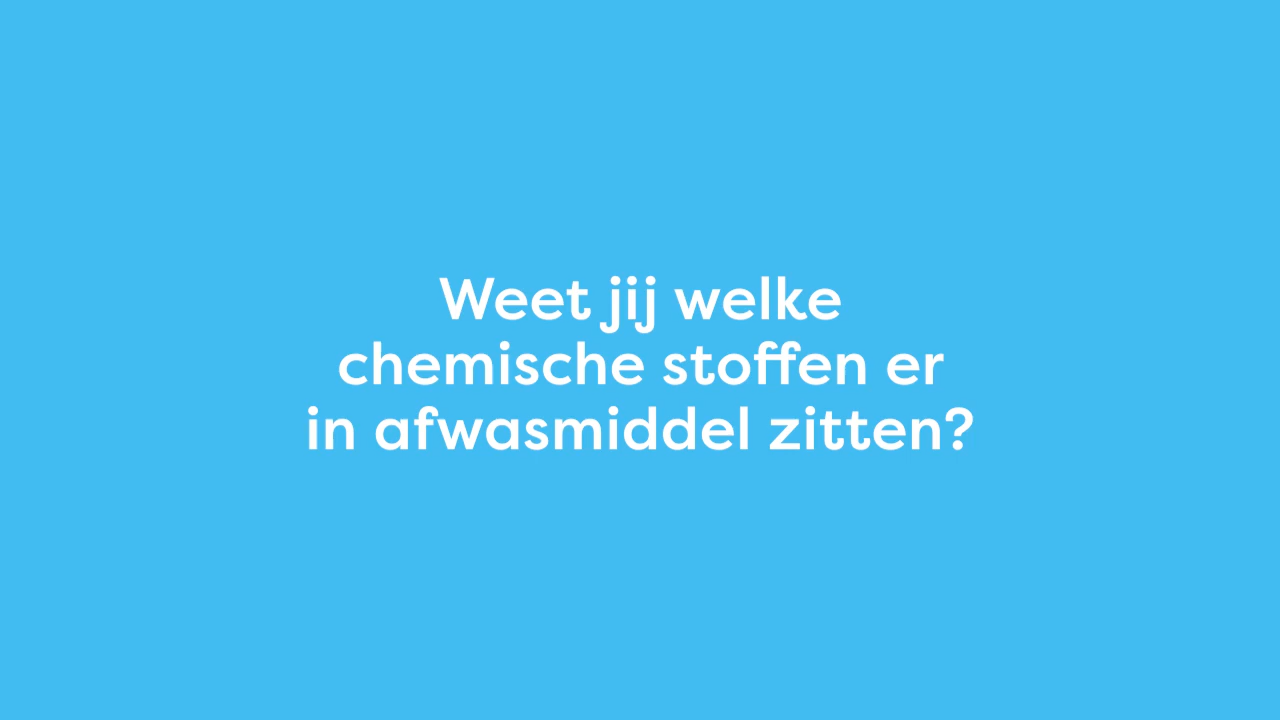 Weet jij welke
chemische stoffen er
in afwasmiddel zitten?